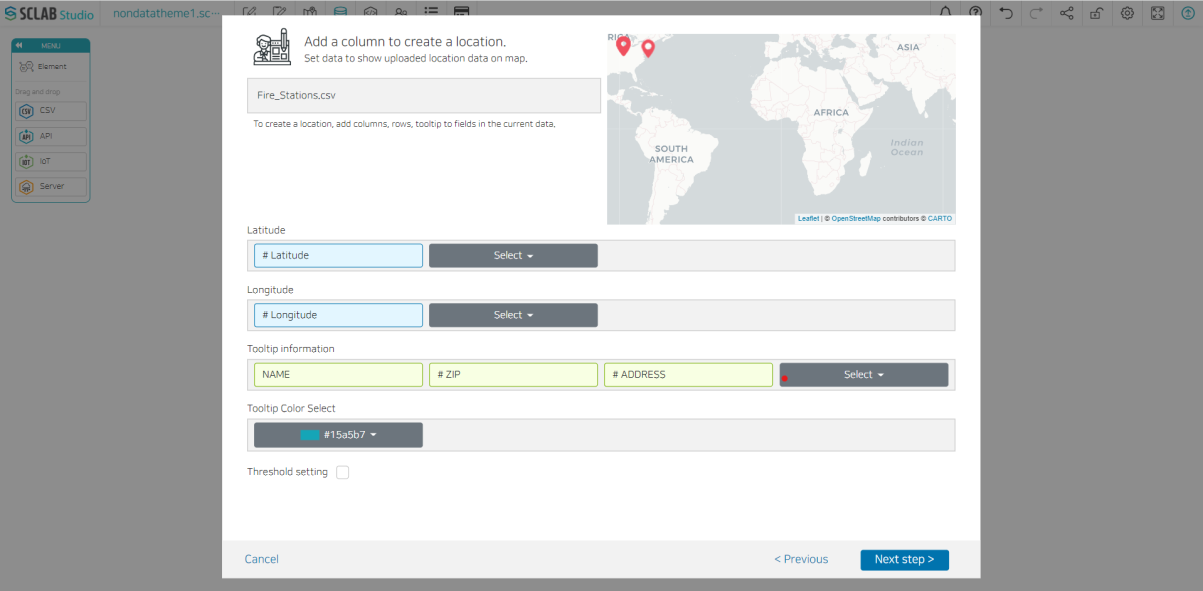 SCLAB Studio
nondatatheme1.sc...
MENU
Element
Drag and drop
CSV CSV
API API
IoT IoT
Server
Add a column to create a location.
Set data to show uploaded location data on map.
Fire_Stations.csv
To create a location, add columns, rows, tooltip to fields in the current data.
RICA
ASIA
AFRICA
SOUTH
AMERICA
Indian
Ocean
Leaflet | © OpenStreetMap contributors © CARTO
Latitude
# Latitude
Select
Longitude
# Longitude
Select
Tooltip information
NAME
# ZIP
# ADDRESS
Select
Tooltip Color Select
#15a5b7
Threshold setting
Cancel
< Previous
Next step >